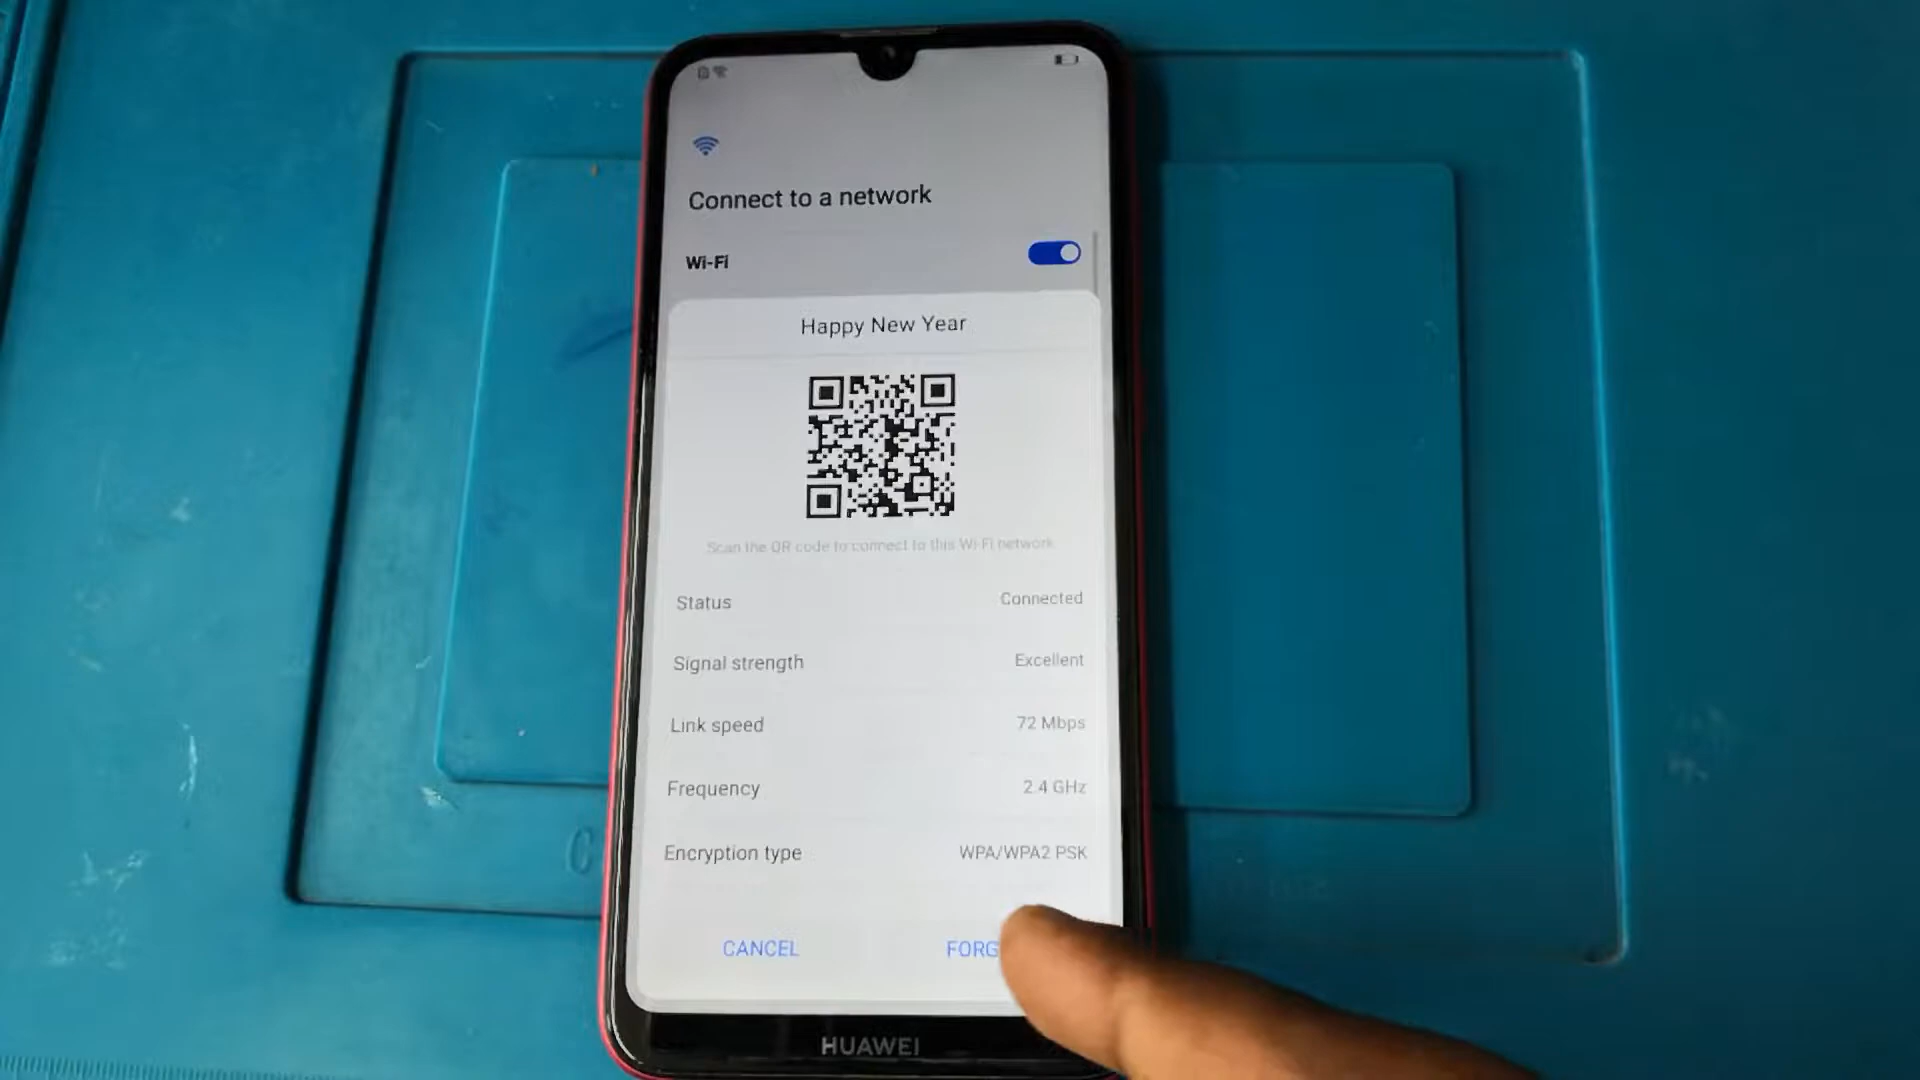 Connect to a network
Wi-Fi
Happy New Year
Scan the QR code to connect to this Wi-Fi network
Status Connected
Signal strength Excellent
Link speed 72 Mbps
Frequency 2.4 GHz
Encryption type WPA/WPA2 PSK
CANCEL FORG
HUAWEI